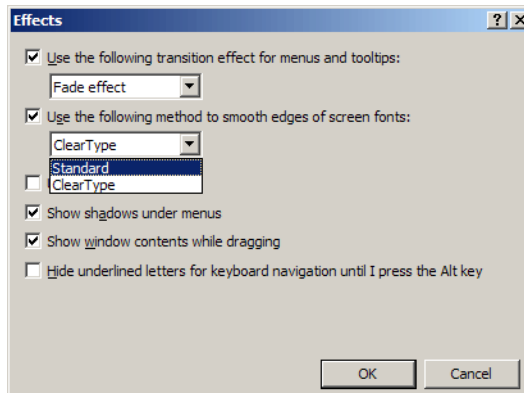 Effects
Use the following transition effect for menus and tooltips:
Fade effect
Use the following method to smooth edges of screen fonts:
ClearType
Standard
ClearType
Show shadows under menus
Show window contents while dragging
Hide underlined letters for keyboard navigation until I press the Alt key
OK Cancel